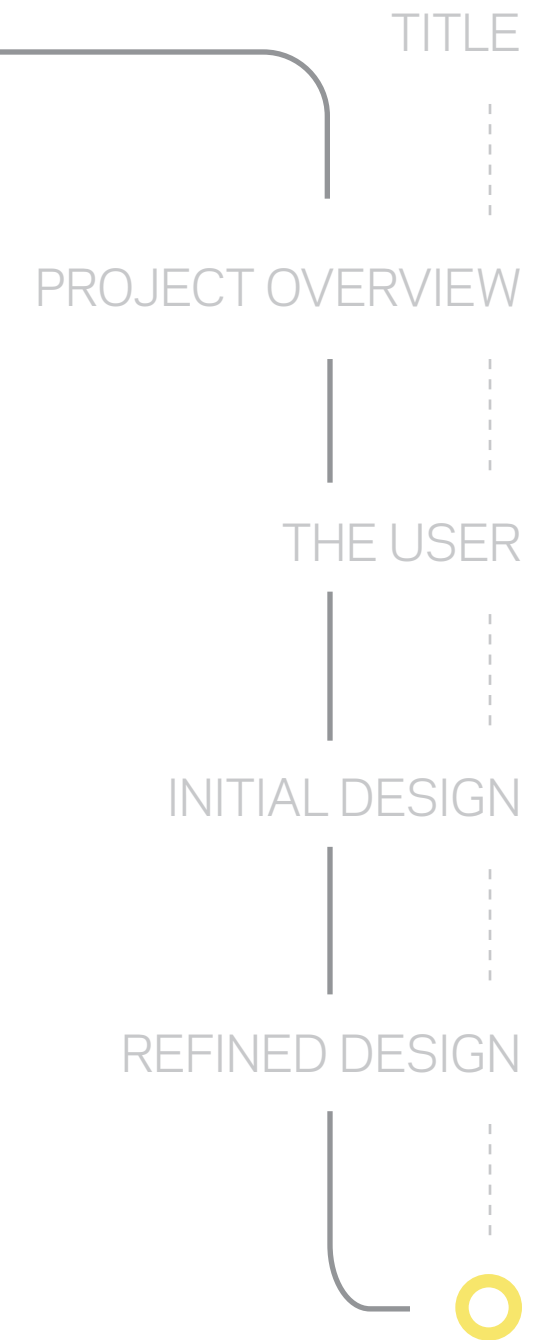 TITLE
PROJECT OVERVIEW
THE USER
INITIAL DESIGN
REFINED DESIGN